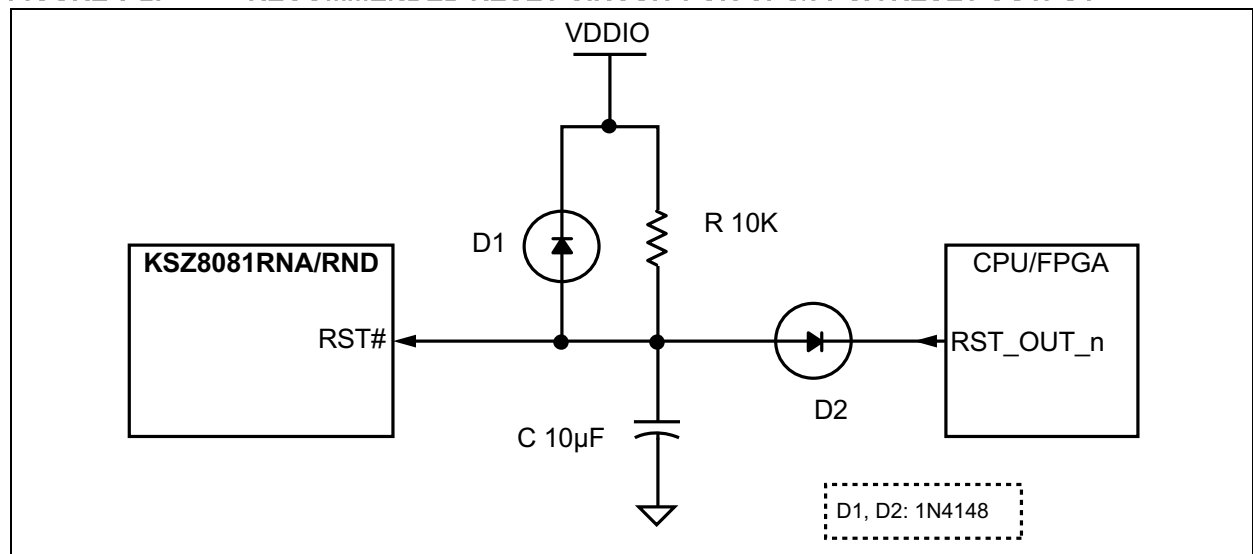 VDDIO
D1
R 10K
KSZ8081RNA/RND
RST#
CPU/FPGA
RST_OUT_n
D2
C 10µF
D1, D2: 1N4148